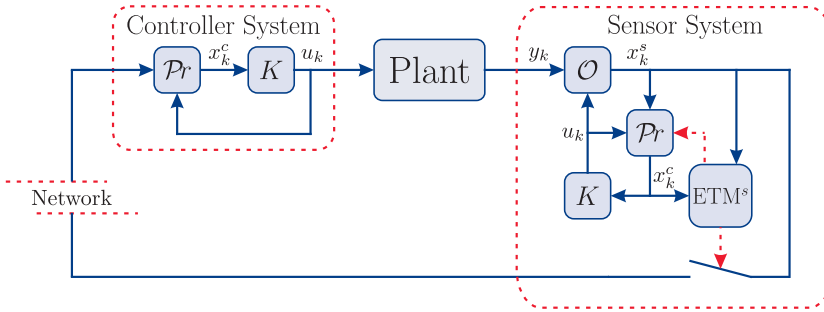 Controller System
Sensor System
𝒫r
x_k^c
K
u_k
Plant
y_k
𝒪
x_k^s
u_k
𝒫r
x_k^c
K
ETM^s
Network